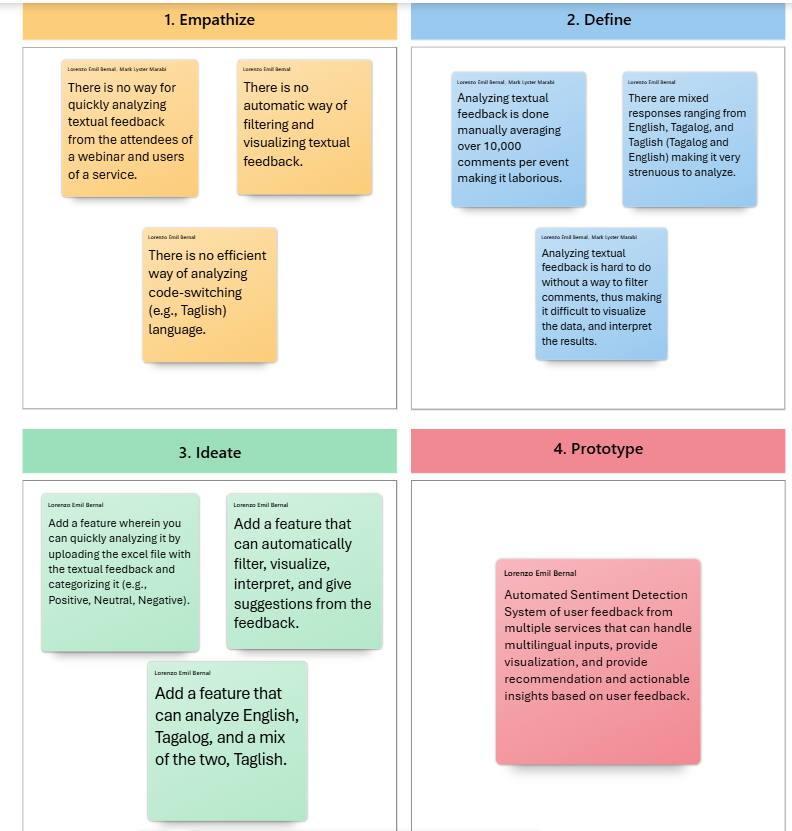 1. Empathize
Lorenzo Emil Bernal, Mark Lyster Marabi
There is no way for
quickly analyzing
textual feedback
from the attendees of
a webinar and users
of a service.
Lorenzo Emil Bernal
There is no
automatic way of
filtering and
visualizing textual
feedback.
Lorenzo Emil Bernal
There is no efficient
way of analyzing
code-switching
(e.g., Taglish)
language.
2. Define
Lorenzo Emil Bernal, Mark Lyster Marabi
Analyzing textual
feedback is done
manually averaging
over 10,000
comments per event
making it laborious.
Lorenzo Emil Bernal
There are mixed
responses ranging from
English, Tagalog, and
Taglish (Tagalog and
English) making it very
strenuous to analyze.
Lorenzo Emil Bernal, Mark Lyster Marabi
Analyzing textual
feedback is hard to do
without a way to filter
comments, thus making
it difficult to visualize
the data, and interpret
the results.
3. Ideate
Lorenzo Emil Bernal
Add a feature wherein you
can quickly analyzing it by
uploading the excel file with
the textual feedback and
categorizing it (e.g.,
Positive, Neutral, Negative).
Lorenzo Emil Bernal
Add a feature that
can automatically
filter, visualize,
interpret, and give
suggestions from the
feedback.
Lorenzo Emil Bernal
Add a feature that
can analyze English,
Tagalog, and a mix
of the two, Taglish.
4. Prototype
Lorenzo Emil Bernal
Automated Sentiment Detection
System of user feedback from
multiple services that can handle
multilingual inputs, provide
visualization, and provide
recommendation and actionable
insights based on user feedback.